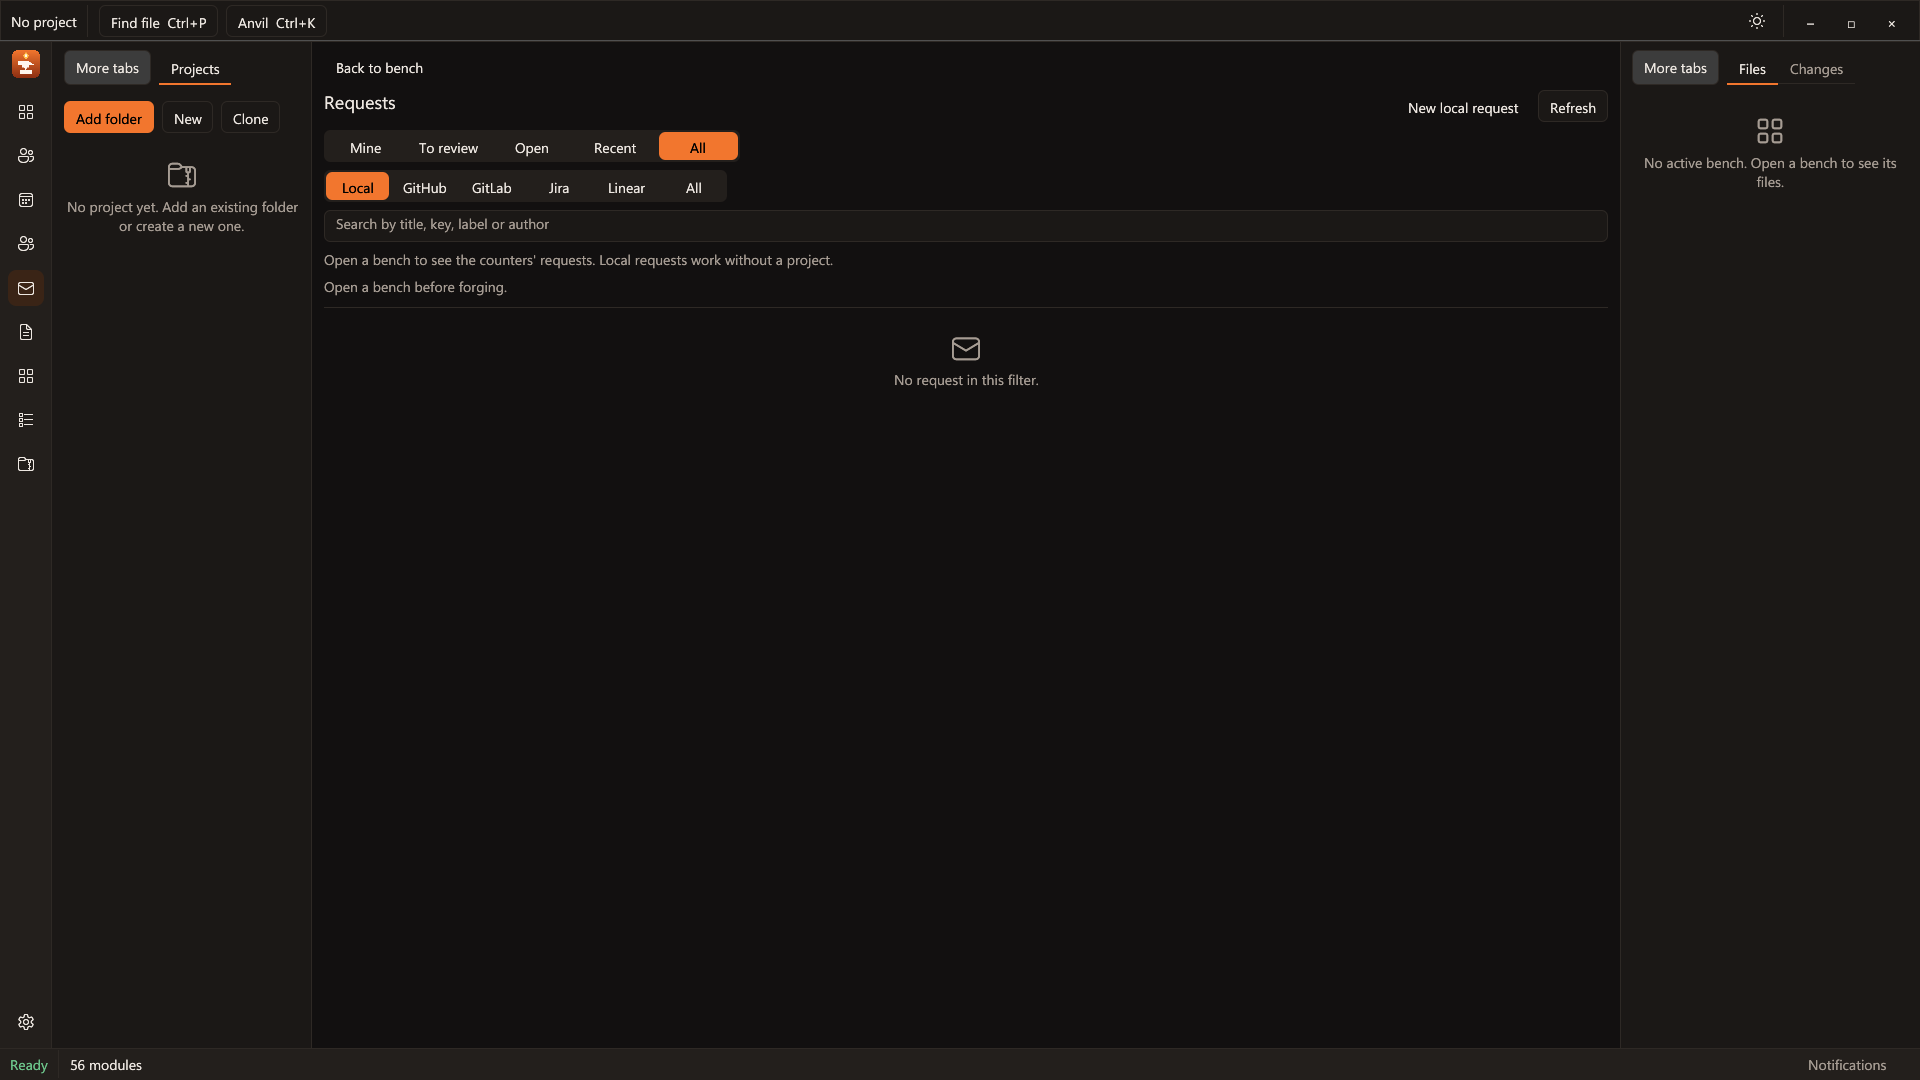 No project
Find file Ctrl+P
Anvil Ctrl+K
More tabs
Projects
Add folder
New
Clone
No project yet. Add an existing folder
or create a new one.
Back to bench
Requests
New local request
Refresh
Mine
To review
Open
Recent
All
Local
GitHub
GitLab
Jira
Linear
All
Search by title, key, label or author
Open a bench to see the counters' requests. Local requests work without a project.
Open a bench before forging.
No request in this filter.
More tabs
Files
Changes
No active bench. Open a bench to see its
files.
Ready
56 modules
Notifications